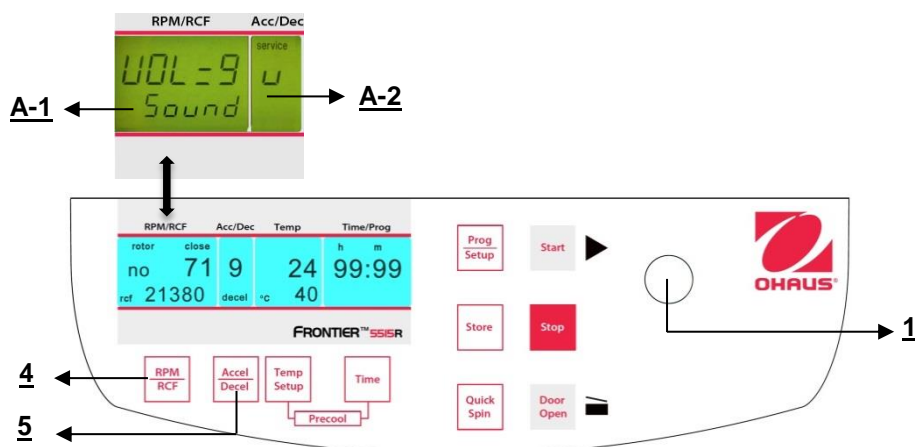 RPM/RCF Acc/Dec
service
VOL=9 u
Sound
A-1
A-2
RPM/RCF Acc/Dec Temp Time/Prog
rotor close h m
no 71 9 24 99:99
rcf 21380 decel °C 40
FRONTIER™ 5515R
RPM
RCF
Accel
Decel
Temp
Setup
Time
Precool
Prog
Setup
Start
Store
Stop
Quick
Spin
Door
Open
OHAUS®
1
4
5